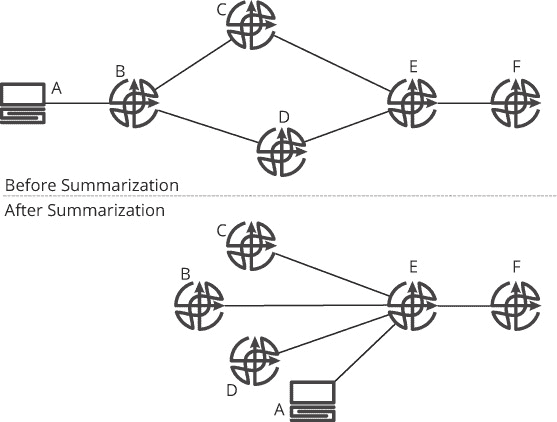 C
A
B
E
F
D
Before Summarization
After Summarization
C
B
E
F
D
A